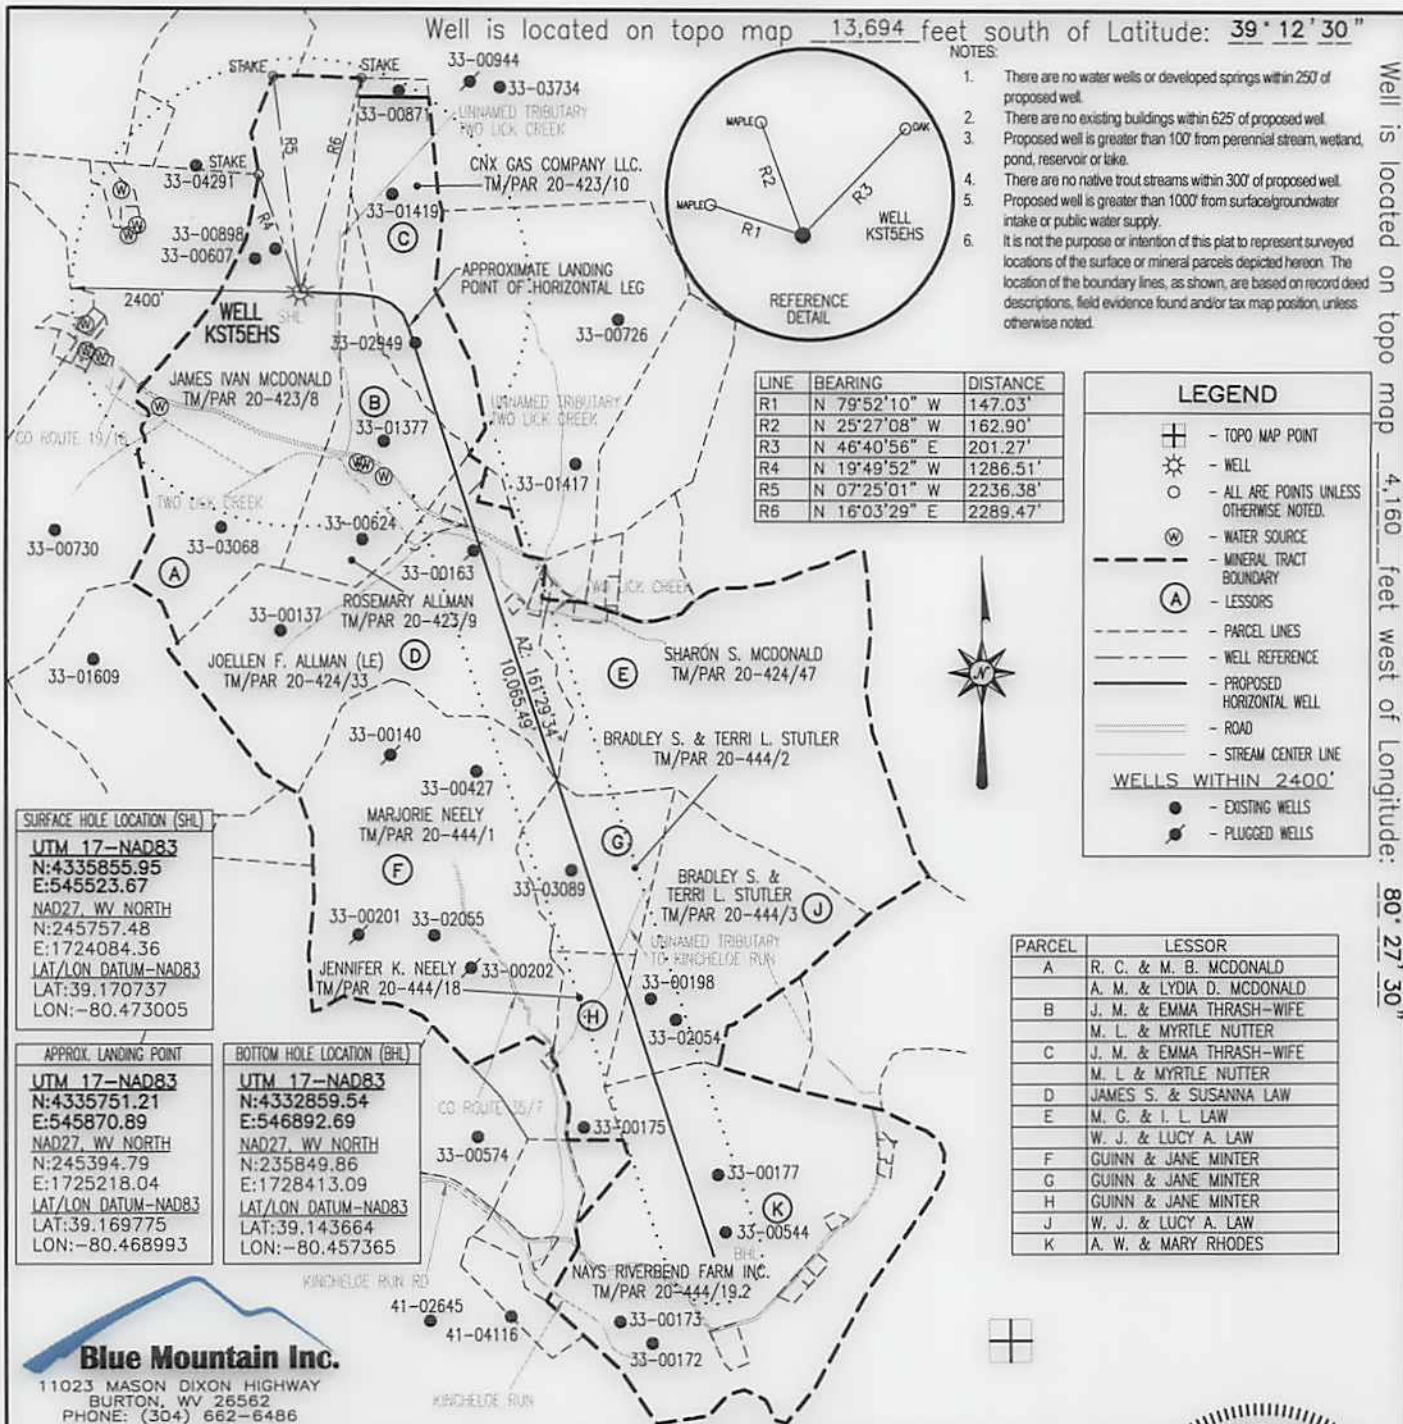 Well is located on topo map 13,694 feet south of Latitude: 39°12'30"
Well is located on topo map 4,160 feet west of Longitude: 80° 27' 30"
NOTES:
1. There are no water wells or developed springs within 250' of
proposed well.
2. There are no existing buildings within 625' of proposed well.
3. Proposed well is greater than 100' from perennial stream, wetland,
pond, reservoir or lake.
4. There are no native trout streams within 300' of proposed well.
5. Proposed well is greater than 1000' from surface/groundwater
intake or public water supply.
6. It is not the purpose or intention of this plat to represent surveyed
locations of the surface or mineral parcels depicted hereon. The
location of the boundary lines, as shown, are based on record deed
descriptions, field evidence found and/or tax map position, unless
otherwise noted.
MAPLE
OAK
R2
R3
MAPLE
R1
WELL
KST5EHS
REFERENCE
DETAIL
STAKE
STAKE
33-00944
33-03734
33-00871
UNNAMED TRIBUTARY
TWO LICK CREEK
R5
R6
STAKE
33-04291
CNX GAS COMPANY LLC.
TM/PAR 20-423/10
33-01419
C
R4
33-00898
33-00607
APPROXIMATE LANDING
POINT OF HORIZONTAL LEG
2400'
WELL
KST5EHS
SHL
33-00726
33-02949
JAMES IVAN MCDONALD
TM/PAR 20-423/8
B
33-01377
UNNAMED TRIBUTARY
TWO LICK CREEK
CO ROUTE 19/16
33-01417
TWO LICK CREEK
33-00730
33-03068
33-00624
33-00163
A
TWO LICK CREEK
ROSEMARY ALLMAN
TM/PAR 20-423/9
33-00137
D
33-01609
JOELLEN F. ALLMAN (LE)
TM/PAR 20-424/33
AZ. 161°29'34"
10,065.49'
SHARON S. MCDONALD
TM/PAR 20-424/47
E
33-00140
33-00427
BRADLEY S. & TERRI L. STUTLER
TM/PAR 20-444/2
MARJORIE NEELY
TM/PAR 20-444/1
G
F
33-03089
BRADLEY S. &
TERRI L. STUTLER
TM/PAR 20-444/3
J
33-00201
33-02055
UNNAMED TRIBUTARY
TO KINCHELOE RUN
JENNIFER K. NEELY
TM/PAR 20-444/18
33-00202
33-00198
H
33-02054
CO ROUTE 35/7
33-00175
33-00574
33-00177
K
33-00544
BHL
NAYS RIVERBEND FARM INC.
TM/PAR 20-444/19.2
KINCHELOE RUN RD
41-02645
41-04116
33-00173
33-00172
KINCHELOE RUN
LINE BEARING DISTANCE
R1 N 79°52'10" W 147.03'
R2 N 25°27'08" W 162.90'
R3 N 46°40'56" E 201.27'
R4 N 19°49'52" W 1286.51'
R5 N 07°25'01" W 2236.38'
R6 N 16°03'29" E 2289.47'
LEGEND
- TOPO MAP POINT
- WELL
- ALL ARE POINTS UNLESS
OTHERWISE NOTED.
W - WATER SOURCE
- MINERAL TRACT
BOUNDARY
A - LESSORS
- PARCEL LINES
- WELL REFERENCE
- PROPOSED
HORIZONTAL WELL
- ROAD
- STREAM CENTER LINE
WELLS WITHIN 2400'
- EXISTING WELLS
- PLUGGED WELLS
N
SURFACE HOLE LOCATION (SHL)
UTM 17-NAD83
N:4335855.95
E:545523.67
NAD27, WV NORTH
N:245757.48
E:1724084.36
LAT/LON DATUM-NAD83
LAT:39.170737
LON:-80.473005
APPROX. LANDING POINT
UTM 17-NAD83
N:4335751.21
E:545870.89
NAD27, WV NORTH
N:245394.79
E:1725218.04
LAT/LON DATUM-NAD83
LAT:39.169775
LON:-80.468993
BOTTOM HOLE LOCATION (BHL)
UTM 17-NAD83
N:4332859.54
E:546892.69
NAD27, WV NORTH
N:235849.86
E:1728413.09
LAT/LON DATUM-NAD83
LAT:39.143664
LON:-80.457365
PARCEL LESSOR
A R. C. & M. B. MCDONALD
A. M. & LYDIA D. MCDONALD
B J. M. & EMMA THRASH-WIFE
M. L. & MYRTLE NUTTER
C J. M. & EMMA THRASH-WIFE
M. L & MYRTLE NUTTER
D JAMES S. & SUSANNA LAW
E M. G. & I. L. LAW
W. J. & LUCY A. LAW
F GUINN & JANE MINTER
G GUINN & JANE MINTER
H GUINN & JANE MINTER
J W. J. & LUCY A. LAW
K A. W. & MARY RHODES
Blue Mountain Inc.
11023 MASON DIXON HIGHWAY
BURTON, WV 26562
PHONE: (304) 662-6486